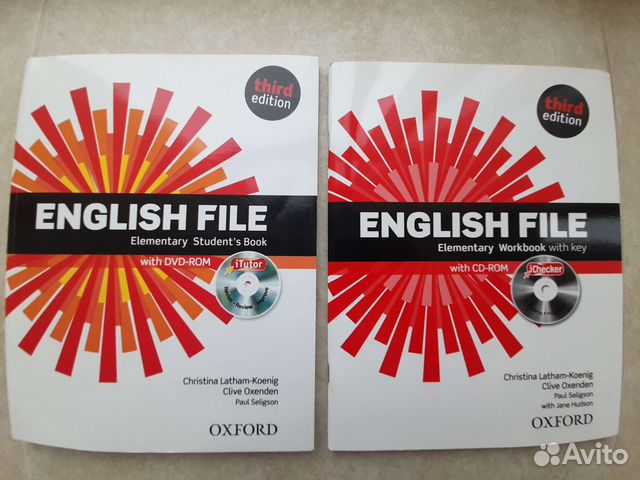 third
edition
ENGLISH FILE
Elementary Student's Book
with DVD-ROM
iTutor
Christina Latham-Koenig
Clive Oxenden
Paul Seligson
OXFORD
third
edition
ENGLISH FILE
Elementary Workbook with key
with CD-ROM
iChecker
Christina Latham-Koenig
Clive Oxenden
Paul Seligson
with Jane Hudson
OXFORD
Avito